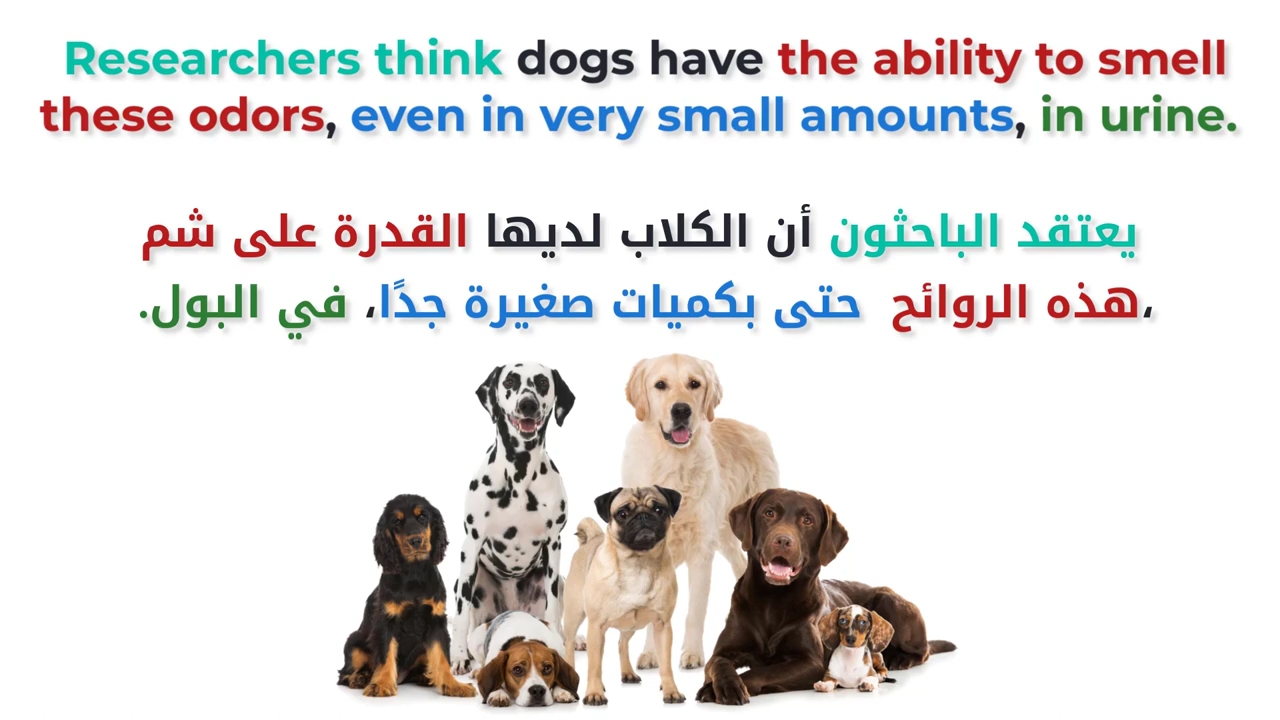 Researchers think dogs have the ability to smell
these odors, even in very small amounts, in urine.
يعتقد الباحثون أن الكلاب لديها القدرة على شم
،هذه الروائح  حتى بكميات صغيرة جدًا، في البول.